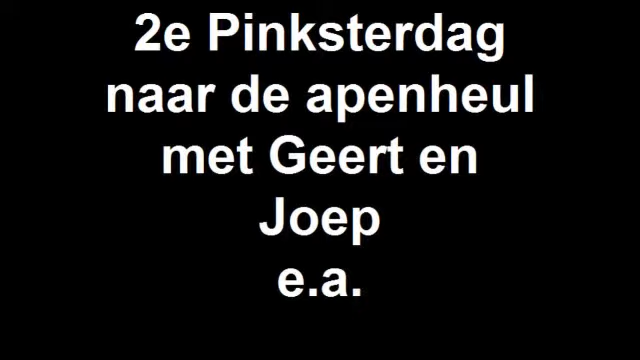 2e Pinksterdag
naar de apenheul
met Geert en
Joep
e.a.